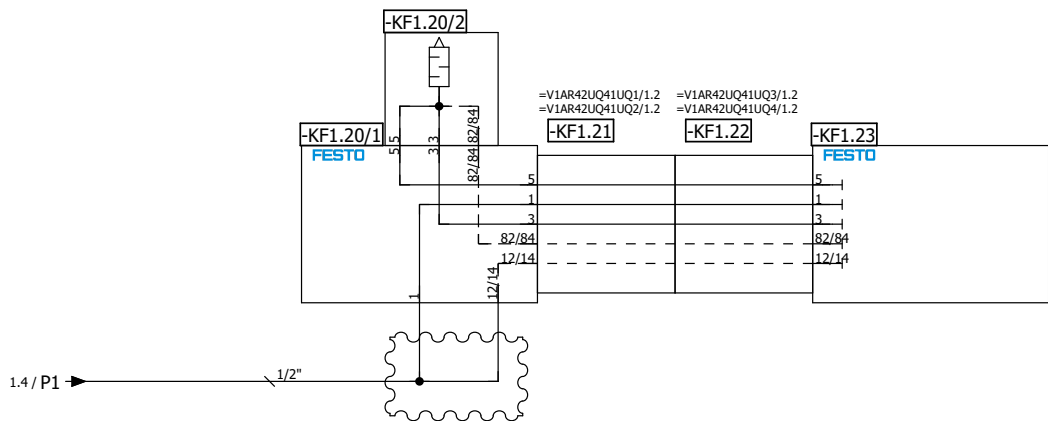 -KF1.20/2
=V1AR42UQ41UQ1/1.2 =V1AR42UQ41UQ3/1.2
=V1AR42UQ41UQ2/1.2 =V1AR42UQ41UQ4/1.2
-KF1.20/1 -KF1.21 -KF1.22 -KF1.23
FESTO FESTO
5 5 3 3 82/84 82/84
5 5
1 1
3 3
82/84 82/84
12/14 12/14
1 12/14
1.4 / P1 1/2"